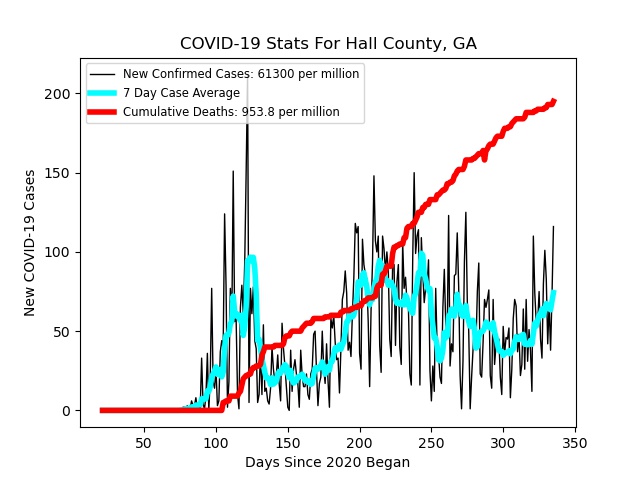 COVID-19 Stats For Hall County, GA
New Confirmed Cases: 61300 per million
7 Day Case Average
Cumulative Deaths: 953.8 per million
New COVID-19 Cases
200
150
100
50
0
50 100 150 200 250 300 350
Days Since 2020 Began